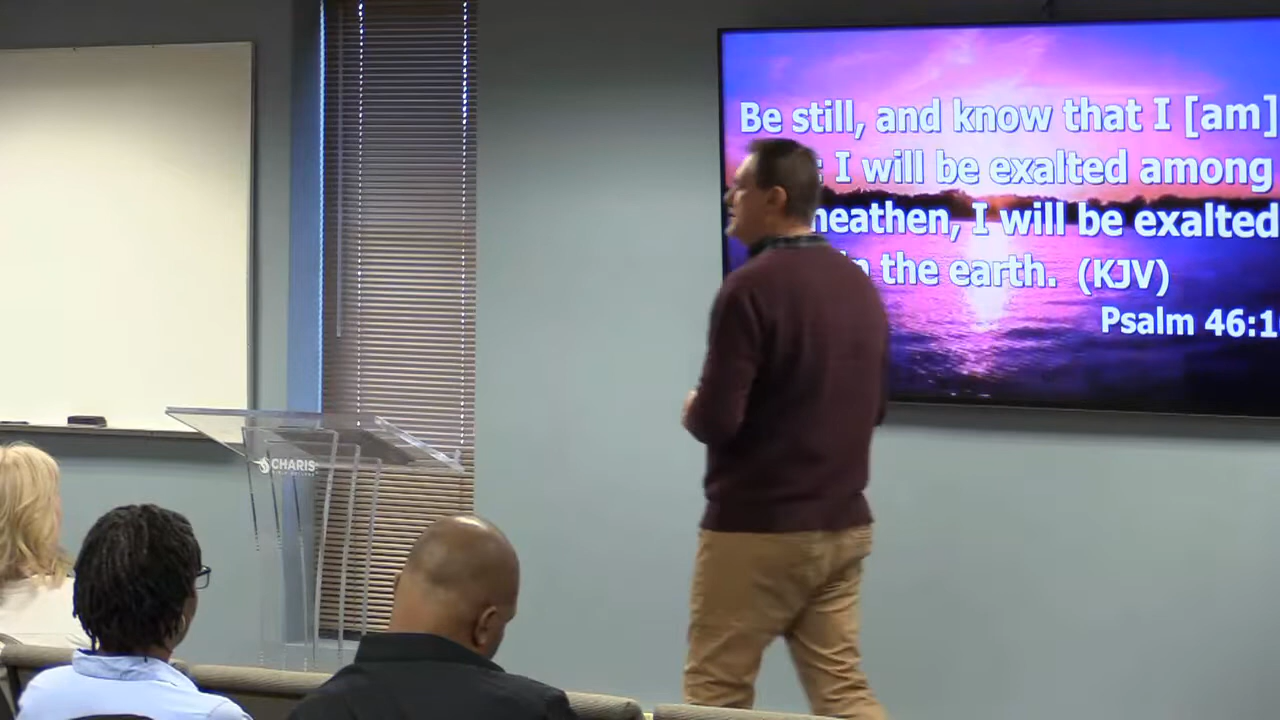 Be still, and know that I [am]
: I will be exalted among
heathen, I will be exalted
in the earth. (KJV)
Psalm 46:1
CHARIS